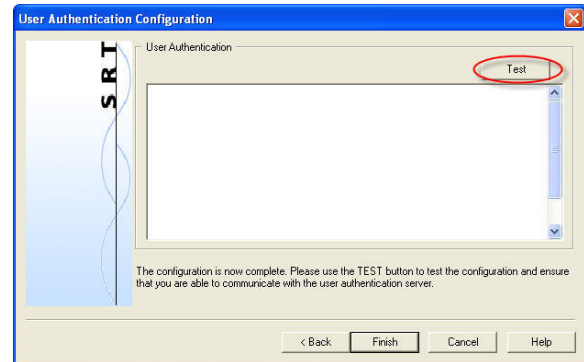 User Authentication Configuration
SRT
User Authentication
Test
The configuration is now complete. Please use the TEST button to test the configuration and ensure
that you are able to communicate with the user authentication server.
< Back
Finish
Cancel
Help